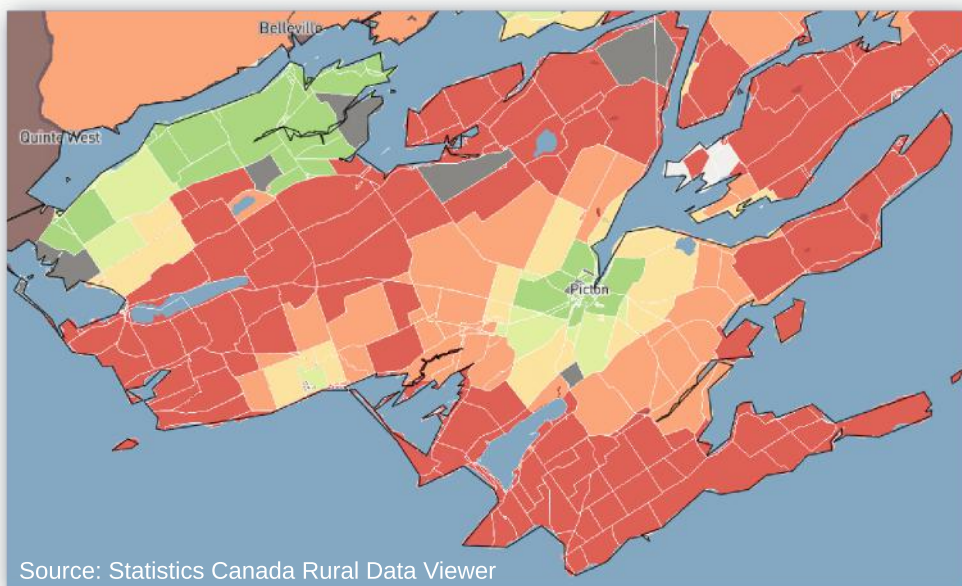 Belleville
Quinte West
Picton
Source: Statistics Canada Rural Data Viewer